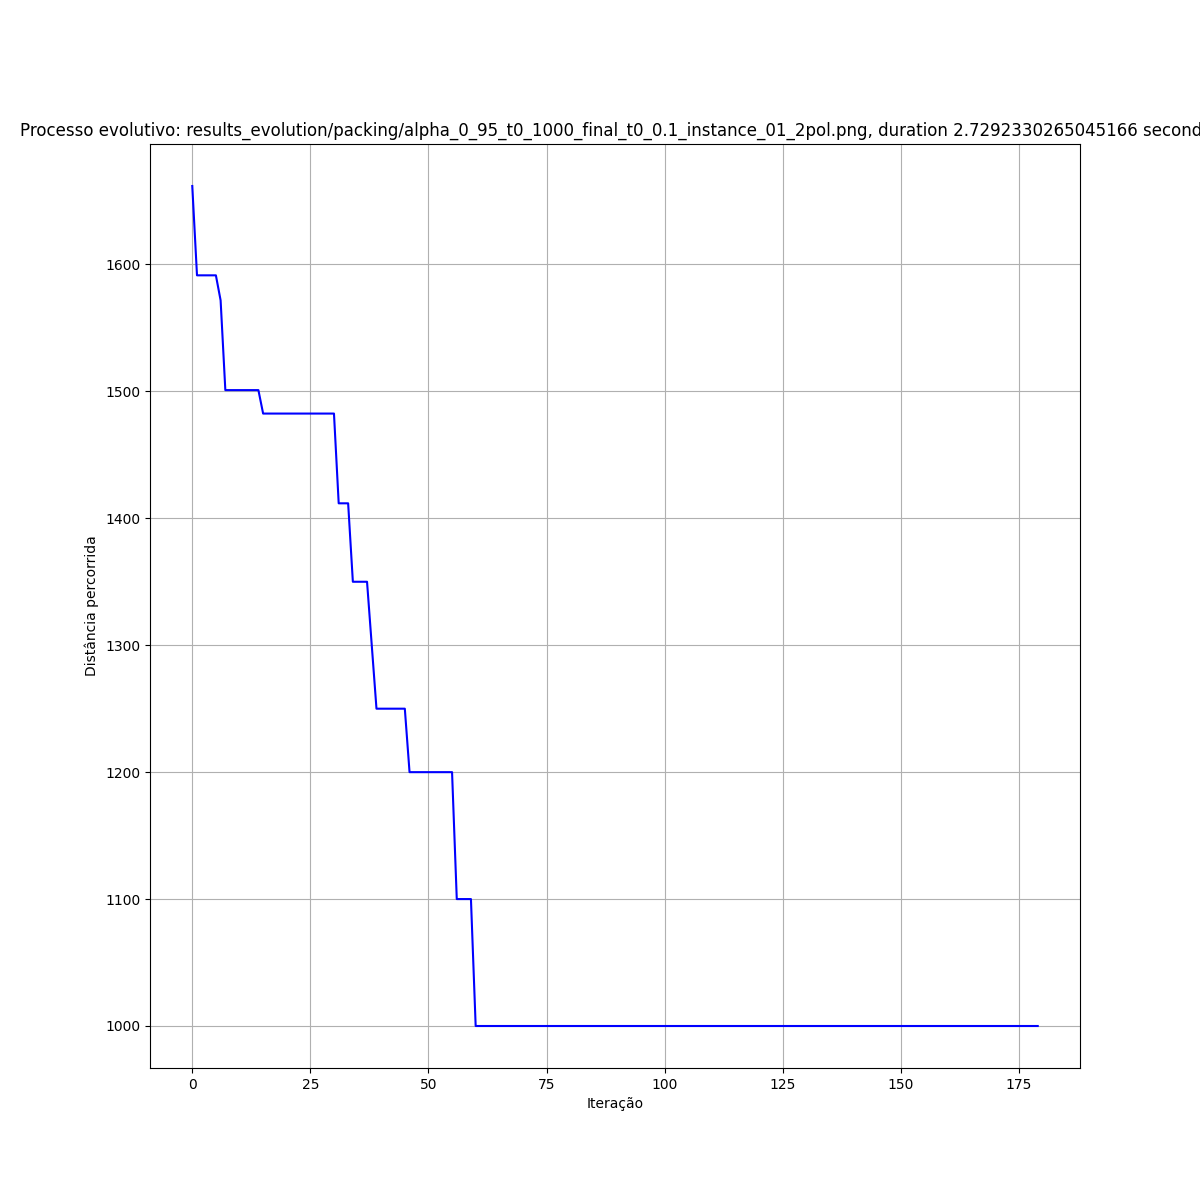 Processo evolutivo: results_evolution/packing/alpha_0_95_t0_1000_final_t0_0.1_instance_01_2pol.png, duration 2.7292330265045166 second
1600
1500
1400
1300
1200
1100
1000
Distância percorrida
0 25 50 75 100 125 150 175
Iteração